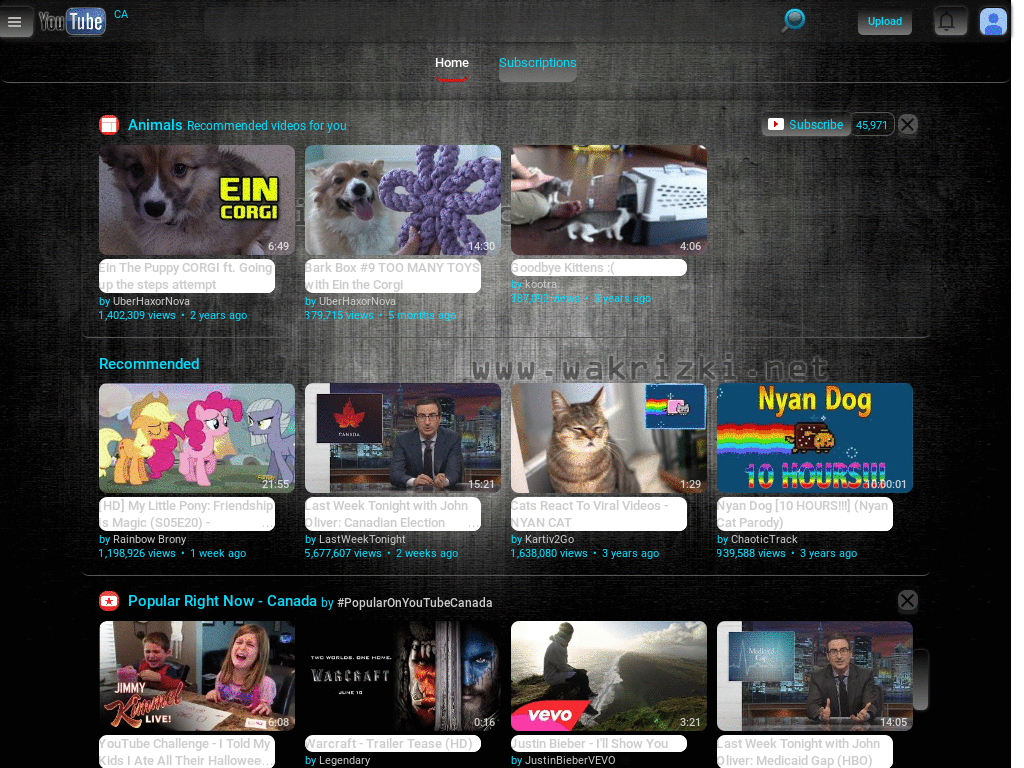 YouTube CA
Upload
Home Subscriptions
Animals Recommended videos for you
Subscribe 45,971
EIN
CORGI
6:49
14:30
4:06
Ein The Puppy CORGI ft. Going
up the steps attempt
by UberHaxorNova
1,402,309 views • 2 years ago
Bark Box #9 TOO MANY TOYS
with Ein the Corgi
by UberHaxorNova
379,715 views • 5 months ago
Goodbye Kittens :(
by kootra
Recommended
www.wakrizki.net
21:55
CANADA
15:21
1:29
Nyan Dog
10 HOURS!!!
10:00:01
[HD] My Little Pony: Friendship
is Magic (S05E20) - ...
by Rainbow Brony
1,198,926 views • 1 week ago
Last Week Tonight with John
Oliver: Canadian Election
by LastWeekTonight
5,677,607 views • 2 weeks ago
Cats React To Viral Videos -
NYAN CAT
by Kartiv2Go
1,638,080 views • 3 years ago
Nyan Dog [10 HOURS!!!] (Nyan
Cat Parody)
by ChaoticTrack
939,588 views • 3 years ago
Popular Right Now - Canada by #PopularOnYouTubeCanada
JIMMY
Kimmel
LIVE!
6:08
TWO WORLDS. ONE HOME.
WARCRAFT
JUNE 10
0:16
vevo
3:21
Medicaid
Gap
14:05
YouTube Challenge - I Told My
Kids I Ate All Their Hallowee...
Warcraft - Trailer Tease (HD)
by Legendary
Justin Bieber - I'll Show You
by JustinBieberVEVO
Last Week Tonight with John
Oliver: Medicaid Gap (HBO)